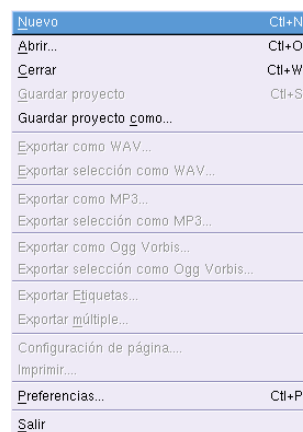 Nuevo Ctl+N
Abrir... Ctl+O
Cerrar Ctl+W
Guardar proyecto Ctl+S
Guardar proyecto como...
Exportar como WAV...
Exportar selección como WAV...
Exportar como MP3...
Exportar selección como MP3...
Exportar como Ogg Vorbis...
Exportar selección como Ogg Vorbis...
Exportar Etiquetas...
Exportar múltiple...
Configuración de página....
Imprimir....
Preferencias... Ctl+P
Salir